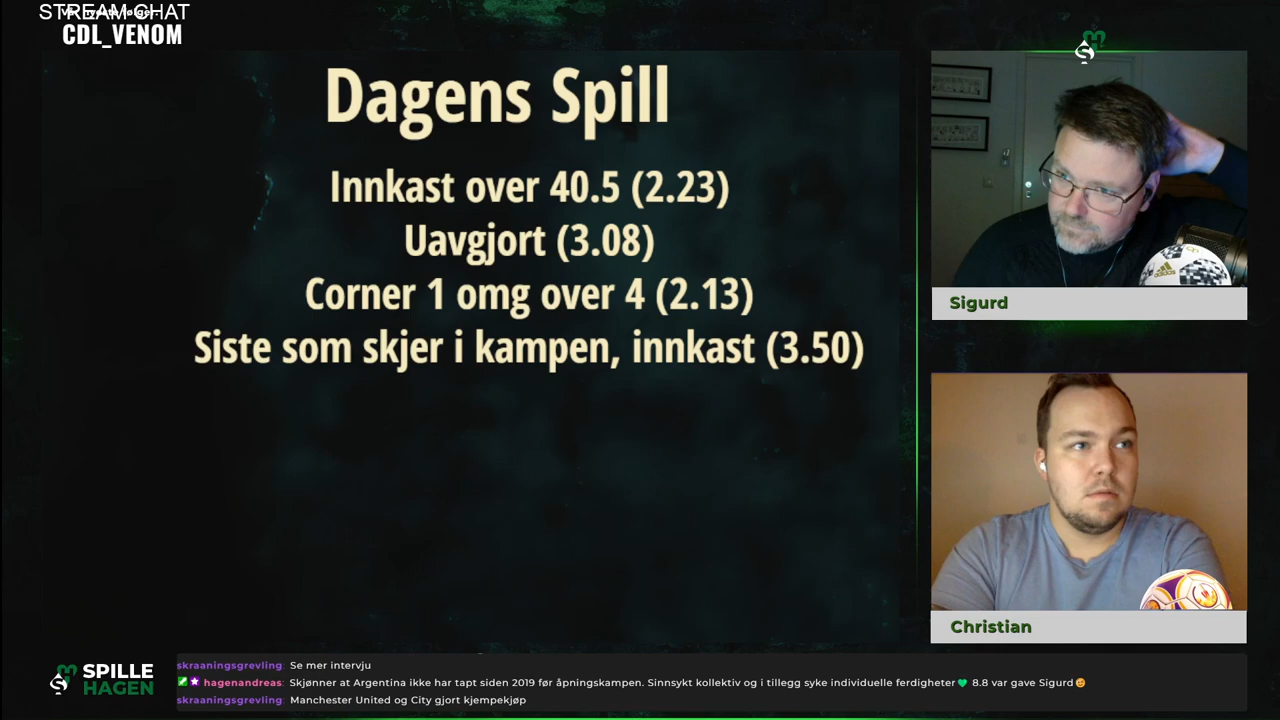 STREAM CHAT
CDL_VENOM
Dagens Spill
Innkast over 40.5 (2.23)
Uavgjort (3.08)
Corner 1 omg over 4 (2.13)
Siste som skjer i kampen, innkast (3.50)
Sigurd
adidas
Christian
SPILLE
HAGEN
skraaningsgrevling: Se mer intervju
hagenandreas: Skjønner at Argentina ikke har tapt siden 2019 før åpningskampen. Sinnsykt kollektiv og i tillegg syke individuelle ferdigheter💚 8.8 var gave Sigurd
skraaningsgrevling: Manchester United og City gjort kjempekjøp